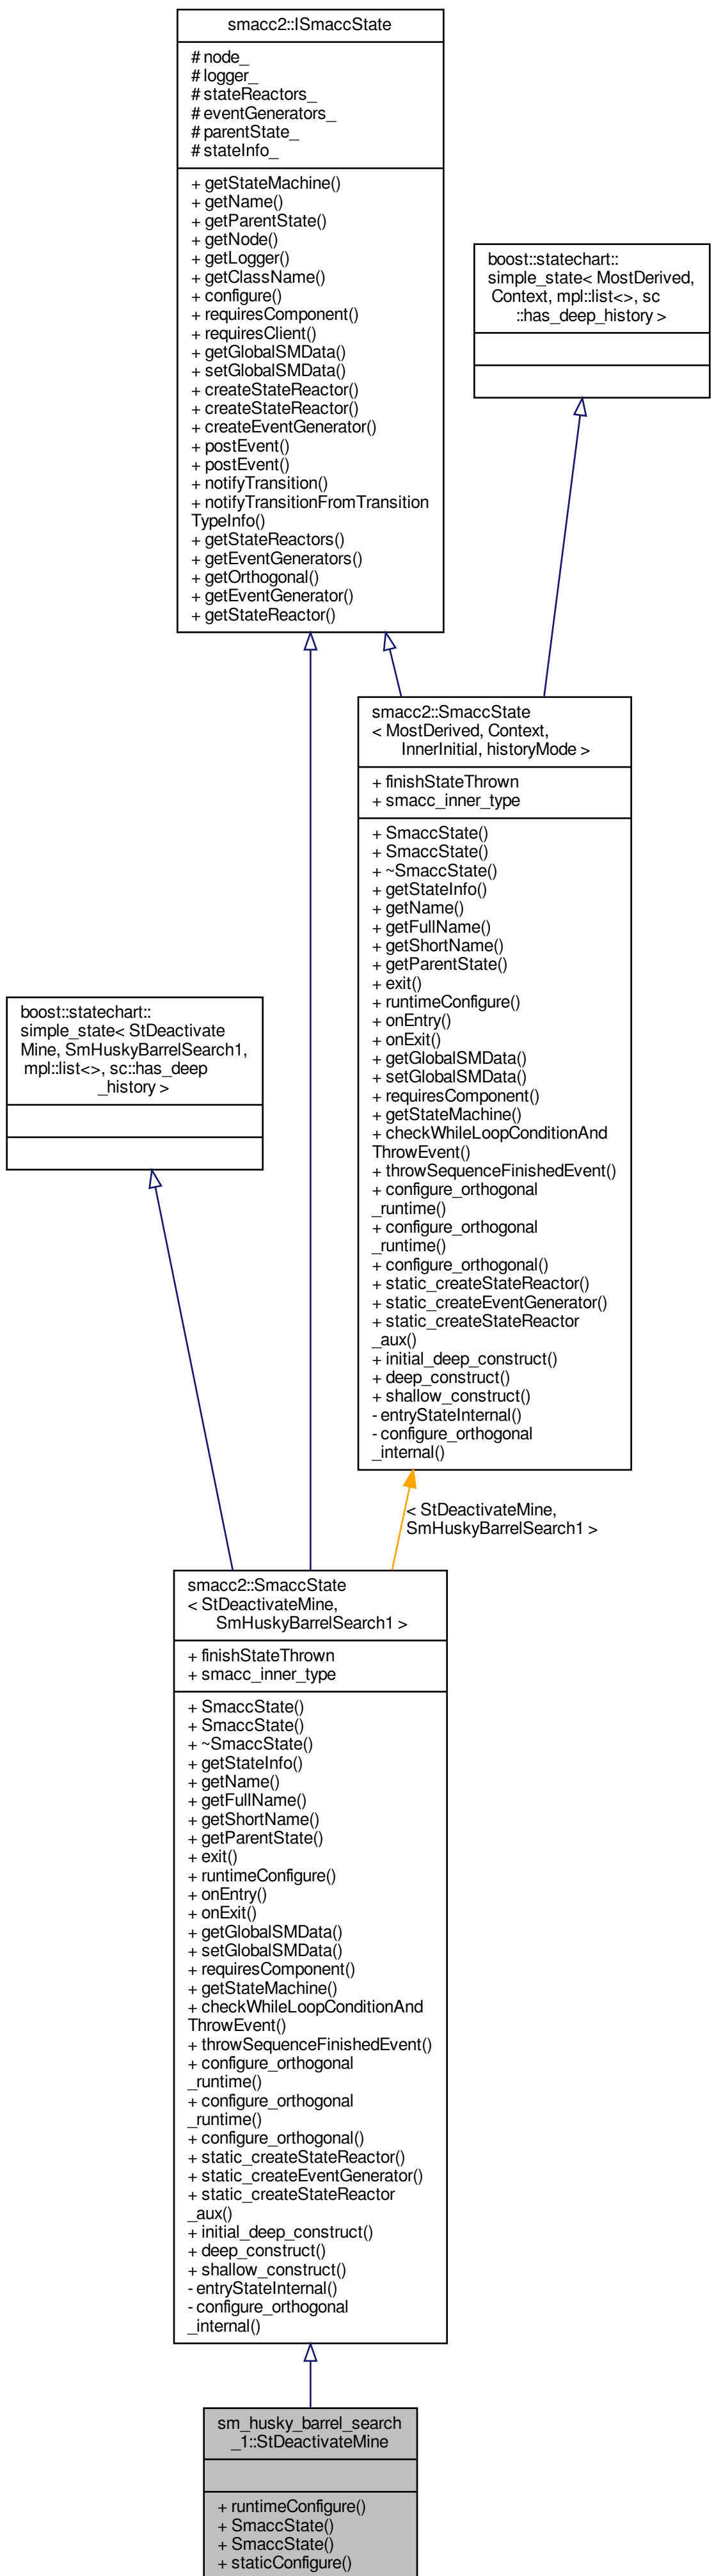 smacc2::ISmaccState
# node_
# logger_
# stateReactors_
# eventGenerators_
# parentState_
# stateInfo_
+ getStateMachine()
+ getName()
+ getParentState()
+ getNode()
+ getLogger()
+ getClassName()
+ configure()
+ requiresComponent()
+ requiresClient()
+ getGlobalSMData()
+ setGlobalSMData()
+ createStateReactor()
+ createStateReactor()
+ createEventGenerator()
+ postEvent()
+ postEvent()
+ notifyTransition()
+ notifyTransitionFromTransition
TypeInfo()
+ getStateReactors()
+ getEventGenerators()
+ getOrthogonal()
+ getEventGenerator()
+ getStateReactor()
boost::statechart::
simple_state< MostDerived,
Context, mpl::list<>, sc
::has_deep_history >
smacc2::SmaccState
< MostDerived, Context,
InnerInitial, historyMode >
+ finishStateThrown
+ smacc_inner_type
+ SmaccState()
+ SmaccState()
+ ~SmaccState()
+ getStateInfo()
+ getName()
+ getFullName()
+ getShortName()
+ getParentState()
+ exit()
+ runtimeConfigure()
+ onEntry()
+ onExit()
+ getGlobalSMData()
+ setGlobalSMData()
+ requiresComponent()
+ getStateMachine()
+ checkWhileLoopConditionAnd
ThrowEvent()
+ throwSequenceFinishedEvent()
+ configure_orthogonal
_runtime()
+ configure_orthogonal
_runtime()
+ configure_orthogonal()
+ static_createStateReactor()
+ static_createEventGenerator()
+ static_createStateReactor
_aux()
+ initial_deep_construct()
+ deep_construct()
+ shallow_construct()
- entryStateInternal()
- configure_orthogonal
_internal()
boost::statechart::
simple_state< StDeactivate
Mine, SmHuskyBarrelSearch1,
mpl::list<>, sc::has_deep
_history >
< StDeactivateMine,
SmHuskyBarrelSearch1 >
smacc2::SmaccState
< StDeactivateMine,
SmHuskyBarrelSearch1 >
+ finishStateThrown
+ smacc_inner_type
+ SmaccState()
+ SmaccState()
+ ~SmaccState()
+ getStateInfo()
+ getName()
+ getFullName()
+ getShortName()
+ getParentState()
+ exit()
+ runtimeConfigure()
+ onEntry()
+ onExit()
+ getGlobalSMData()
+ setGlobalSMData()
+ requiresComponent()
+ getStateMachine()
+ checkWhileLoopConditionAnd
ThrowEvent()
+ throwSequenceFinishedEvent()
+ configure_orthogonal
_runtime()
+ configure_orthogonal
_runtime()
+ configure_orthogonal()
+ static_createStateReactor()
+ static_createEventGenerator()
+ static_createStateReactor
_aux()
+ initial_deep_construct()
+ deep_construct()
+ shallow_construct()
- entryStateInternal()
- configure_orthogonal
_internal()
sm_husky_barrel_search
_1::StDeactivateMine
+ runtimeConfigure()
+ SmaccState()
+ SmaccState()
+ staticConfigure()